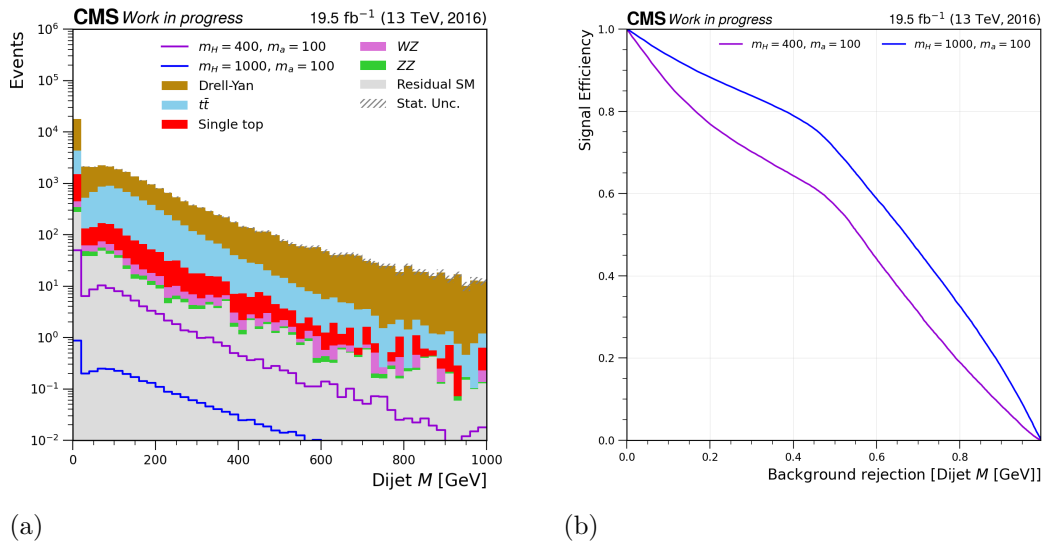 CMS Work in progress 19.5 fb⁻¹ (13 TeV, 2016)
Events
10⁶
10⁵
10⁴
10³
10²
10¹
10⁰
10⁻¹
10⁻²
m_H = 400, m_a = 100
m_H = 1000, m_a = 100
Drell-Yan
tt̄
Single top
WZ
ZZ
Residual SM
Stat. Unc.
0 200 400 600 800 1000
Dijet M [GeV]
(a)
CMS Work in progress 19.5 fb⁻¹ (13 TeV, 2016)
Signal Efficiency
1.0
0.8
0.6
0.4
0.2
0.0
m_H = 400, m_a = 100 m_H = 1000, m_a = 100
0.0 0.2 0.4 0.6 0.8
Background rejection [Dijet M [GeV]]
(b)